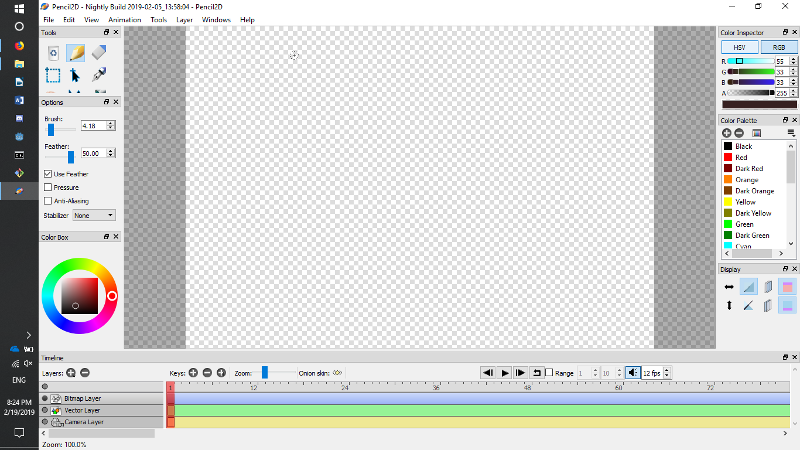 Pencil2D - Nightly Build 2019-02-05_13:58:04 - Pencil2D
File Edit View Animation Tools Layer Windows Help
Tools
Options
Brush:
4.18
Feather:
50.00
Use Feather
Pressure
Anti-Aliasing
Stabilizer None
Color Box
Color Inspector
HSV RGB
R 55
G 33
B 33
A 255
Color Palette
Black
Red
Dark Red
Orange
Dark Orange
Yellow
Dark Yellow
Green
Dark Green
Cyan
Display
Timeline
Layers: Keys: Zoom: Onion skin: Range 1 10 12 fps
1 12 24 36 48 60 72
Bitmap Layer
Vector Layer
Camera Layer
Zoom: 100.0%
ENG
8:24 PM
2/19/2019